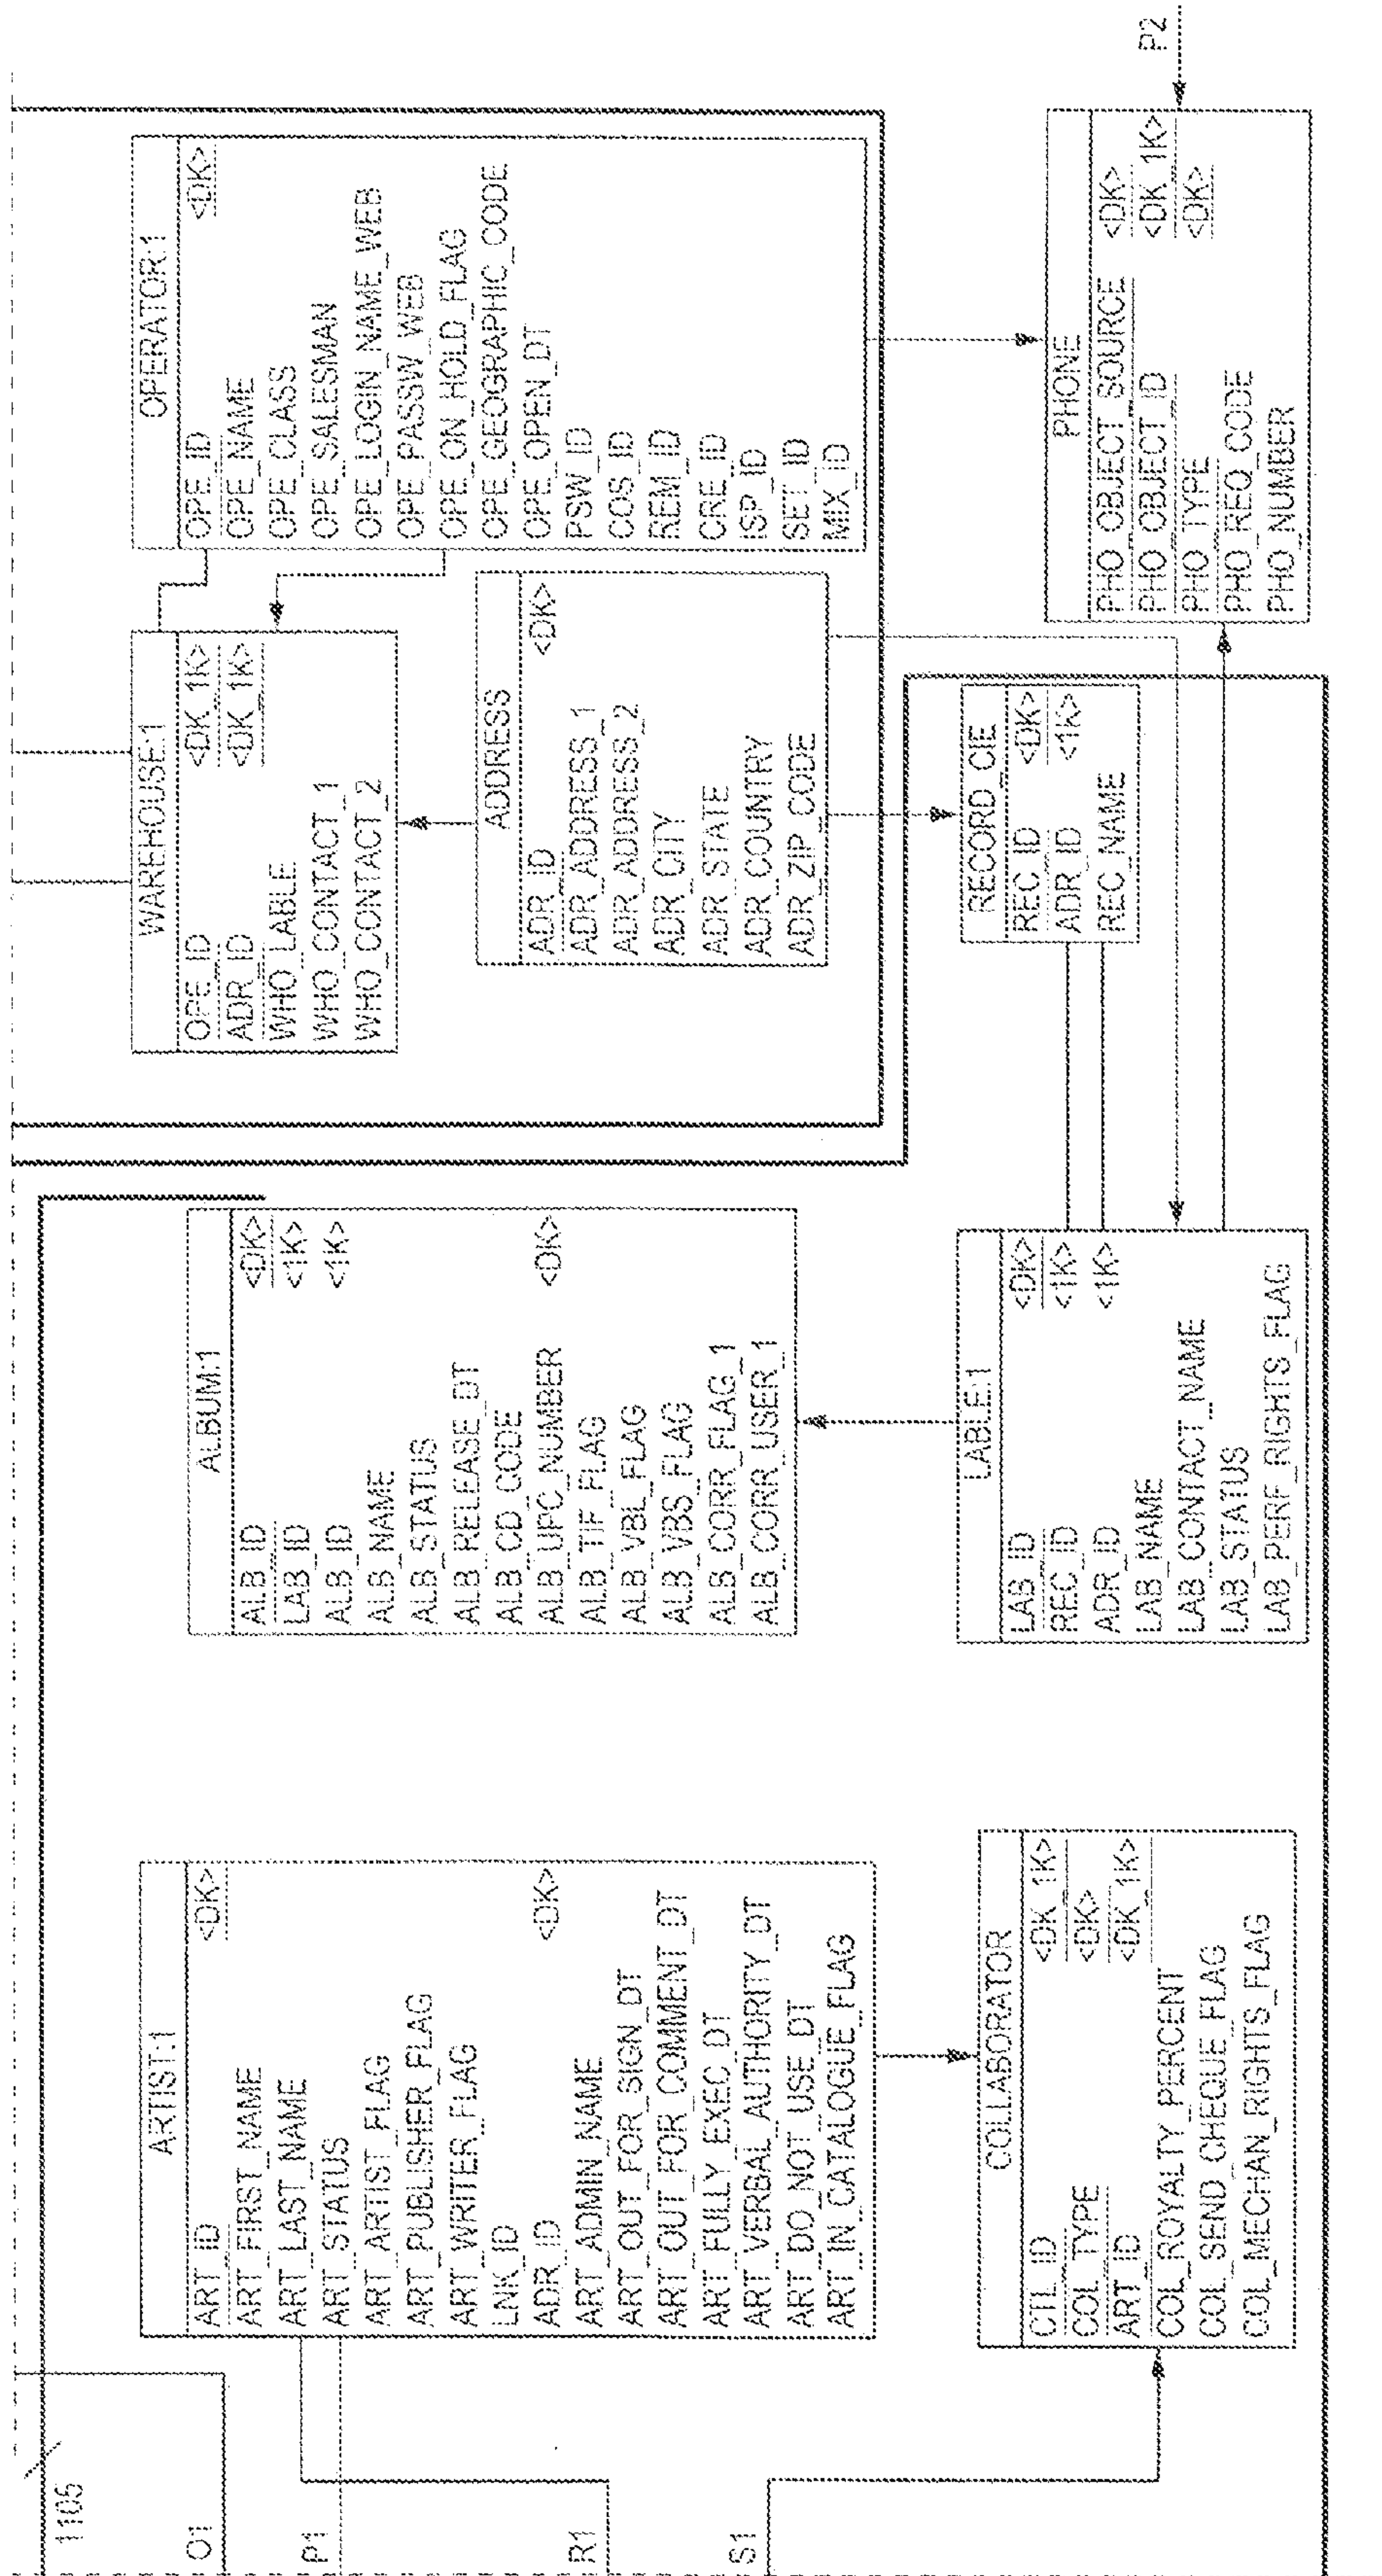 1105
O1
P1
R1
S1
ARTIST:1
ART_ID <DK>
ART_FIRST_NAME
ART_LAST_NAME
ART_STATUS
ART_ARTIST_FLAG
ART_PUBLISHER_FLAG
ART_WRITER_FLAG
LNK_ID
ADR_ID <DK>
ART_ADMIN_NAME
ART_OUT_FOR_SIGN_DT
ART_OUT_FOR_COMMENT_DT
ART_FULLY_EXEC_DT
ART_VERBAL_AUTHORITY_DT
ART_DO_NOT_USE_DT
ART_IN_CATALOGUE_FLAG
COLLABORATOR
CTL_ID <DK_1K>
COL_TYPE <DK>
ART_ID <DK_1K>
COL_ROYALTY_PERCENT
COL_SEND_CHEQUE_FLAG
COL_MECHAN_RIGHTS_FLAG
ALBUM:1
ALB_ID <DK>
LAB_ID <1K>
ALB_ID <1K>
ALB_NAME
ALB_STATUS
ALB_RELEASE_DT
ALB_CD_CODE
ALB_UPC_NUMBER <DK>
ALB_TIF_FLAG
ALB_VBL_FLAG
ALB_VBS_FLAG
ALB_CORR_FLAG_1
ALB_CORR_USER_1
LABLE:1
LAB_ID <DK>
REC_ID <1K>
ADR_ID <1K>
LAB_NAME
LAB_CONTACT_NAME
LAB_STATUS
LAB_PERF_RIGHTS_FLAG
WAREHOUSE:1
OPE_ID <DK_1K>
ADR_ID <DK_1K>
WHO_LABLE
WHO_CONTACT_1
WHO_CONTACT_2
ADDRESS
ADR_ID <DK>
ADR_ADDRESS_1
ADR_ADDRESS_2
ADR_CITY
ADR_STATE
ADR_COUNTRY
ADR_ZIP_CODE
RECORD_CIE
REC_ID <DK>
ADR_ID <1K>
REC_NAME
OPERATOR:1
OPE_ID <DK>
OPE_NAME
OPE_CLASS
OPE_SALESMAN
OPE_LOGIN_NAME_WEB
OPE_PASSW_WEB
OPE_ON_HOLD_FLAG
OPE_GEOGRAPHIC_CODE
OPE_OPEN_DT
PSW_ID
COS_ID
REM_ID
CRE_ID
ISP_ID
SET_ID
MIX_ID
PHONE
PHO_OBJECT_SOURCE <DK>
PHO_OBJECT_ID <DK_1K>
PHO_TYPE <DK>
PHO_REQ_CODE
PHO_NUMBER
P2